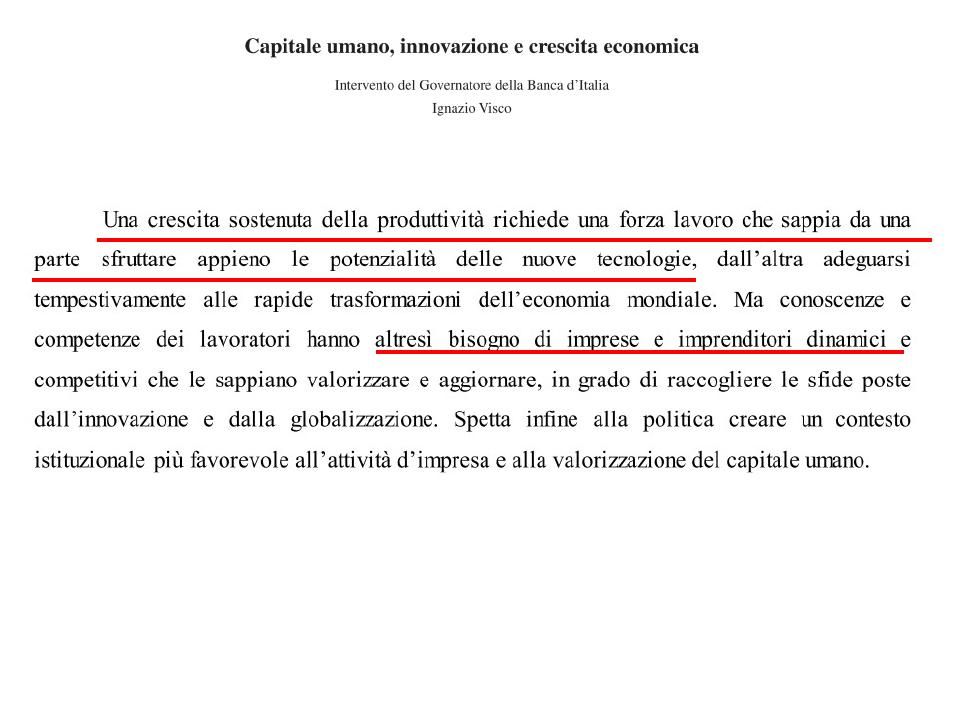 Capitale umano, innovazione e crescita economica
Intervento del Governatore della Banca d’Italia
Ignazio Visco
Una crescita sostenuta della produttività richiede una forza lavoro che sappia da una
parte sfruttare appieno le potenzialità delle nuove tecnologie, dall’altra adeguarsi
tempestivamente alle rapide trasformazioni dell’economia mondiale. Ma conoscenze e
competenze dei lavoratori hanno altresì bisogno di imprese e imprenditori dinamici e
competitivi che le sappiano valorizzare e aggiornare, in grado di raccogliere le sfide poste
dall’innovazione e dalla globalizzazione. Spetta infine alla politica creare un contesto
istituzionale più favorevole all’attività d’impresa e alla valorizzazione del capitale umano.